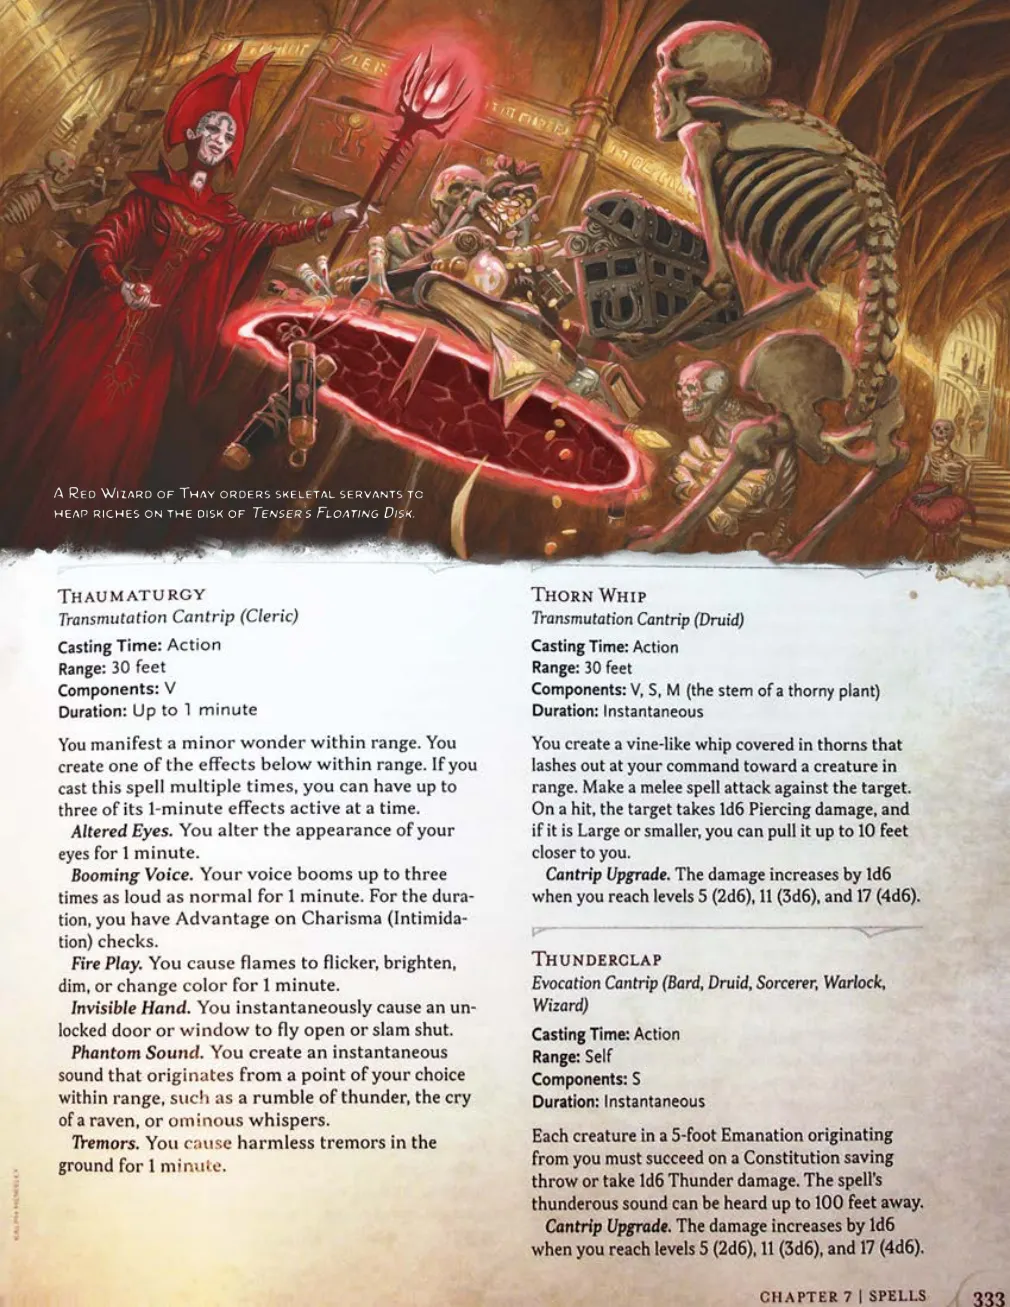 A Red Wizard of Thay orders skeletal servants to
heap riches on the disk of Tenser's Floating Disk.
Thaumaturgy
Transmutation Cantrip (Cleric)
Casting Time: Action
Range: 30 feet
Components: V
Duration: Up to 1 minute
You manifest a minor wonder within range. You
create one of the effects below within range. If you
cast this spell multiple times, you can have up to
three of its 1-minute effects active at a time.
Altered Eyes. You alter the appearance of your
eyes for 1 minute.
Booming Voice. Your voice booms up to three
times as loud as normal for 1 minute. For the dura-
tion, you have Advantage on Charisma (Intimida-
tion) checks.
Fire Play. You cause flames to flicker, brighten,
dim, or change color for 1 minute.
Invisible Hand. You instantaneously cause an un-
locked door or window to fly open or slam shut.
Phantom Sound. You create an instantaneous
sound that originates from a point of your choice
within range, such as a rumble of thunder, the cry
of a raven, or ominous whispers.
Tremors. You cause harmless tremors in the
ground for 1 minute.
Thorn Whip
Transmutation Cantrip (Druid)
Casting Time: Action
Range: 30 feet
Components: V, S, M (the stem of a thorny plant)
Duration: Instantaneous
You create a vine-like whip covered in thorns that
lashes out at your command toward a creature in
range. Make a melee spell attack against the target.
On a hit, the target takes 1d6 Piercing damage, and
if it is Large or smaller, you can pull it up to 10 feet
closer to you.
Cantrip Upgrade. The damage increases by 1d6
when you reach levels 5 (2d6), 11 (3d6), and 17 (4d6).
Thunderclap
Evocation Cantrip (Bard, Druid, Sorcerer, Warlock,
Wizard)
Casting Time: Action
Range: Self
Components: S
Duration: Instantaneous
Each creature in a 5-foot Emanation originating
from you must succeed on a Constitution saving
throw or take 1d6 Thunder damage. The spell's
thunderous sound can be heard up to 100 feet away.
Cantrip Upgrade. The damage increases by 1d6
when you reach levels 5 (2d6), 11 (3d6), and 17 (4d6).
CHAPTER 7 | SPELLS
333